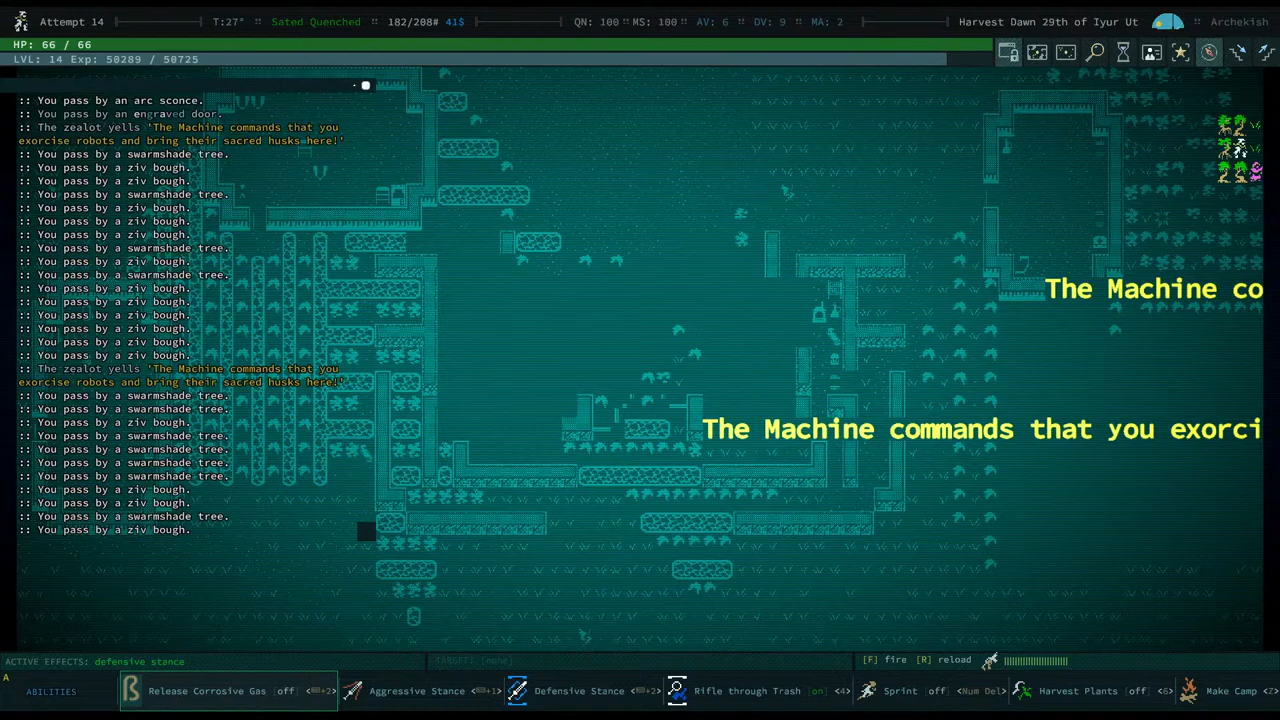 Attempt 14 T:27° :: Sated Quenched :: 182/208# 41$ QN: 100 :: MS: 100 AV: 6 :: DV: 9 :: MA: 2 Harvest Dawn 29th of Iyur Ut :: Archekish
HP: 66 / 66
LVL: 14 Exp: 50289 / 50725
:: You pass by an arc sconce.
:: You pass by an engraved door.
:: The zealot yells 'The Machine commands that you
exorcise robots and bring their sacred husks here!'
:: You pass by a swarmshade tree.
:: You pass by a ziv bough.
:: You pass by a ziv bough.
:: You pass by a swarmshade tree.
:: You pass by a ziv bough.
:: You pass by a ziv bough.
:: You pass by a ziv bough.
:: You pass by a swarmshade tree.
:: You pass by a ziv bough.
:: You pass by a swarmshade tree.
:: You pass by a ziv bough.
:: You pass by a ziv bough.
:: You pass by a ziv bough.
:: You pass by a ziv bough.
:: You pass by a ziv bough.
:: You pass by a ziv bough.
:: The zealot yells 'The Machine commands that you
exorcise robots and bring their sacred husks here!'
:: You pass by a swarmshade tree.
:: You pass by a swarmshade tree.
:: You pass by a ziv bough.
:: You pass by a swarmshade tree.
:: You pass by a swarmshade tree.
:: You pass by a swarmshade tree.
:: You pass by a swarmshade tree.
:: You pass by a ziv bough.
:: You pass by a ziv bough.
:: You pass by a swarmshade tree.
:: You pass by a ziv bough.
The Machine co
The Machine commands that you exorci
ACTIVE EFFECTS: defensive stance TARGET: [none] [F] fire [R] reload
A
ABILITIES Release Corrosive Gas [off] Aggressive Stance Defensive Stance Rifle through Trash [on] <4> Sprint [off] <Num Del> Harvest Plants [off] <6> Make Camp <Z>